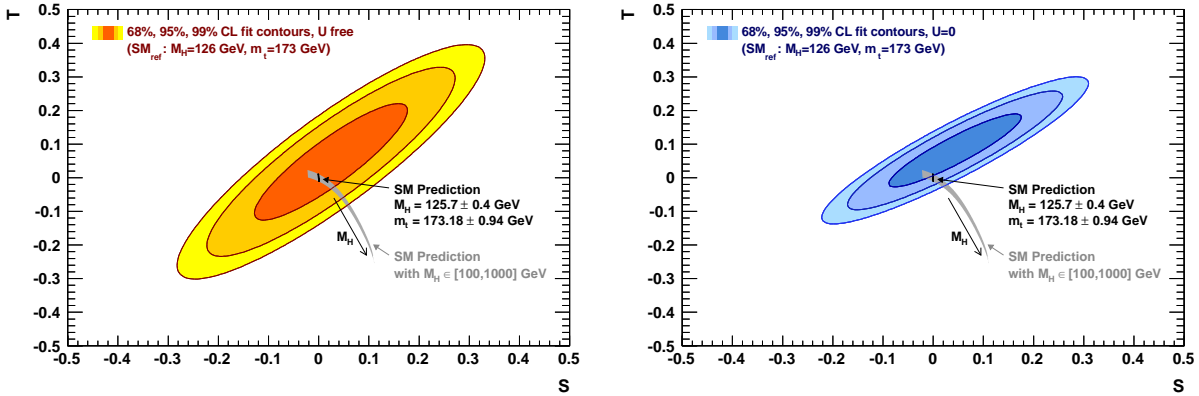 T
68%, 95%, 99% CL fit contours, U free
(SM_ref : M_H=126 GeV, m_t=173 GeV)
0.5
0.4
0.3
0.2
0.1
0
-0.1
-0.2
-0.3
-0.4
-0.5
SM Prediction
M_H = 125.7 ± 0.4 GeV
m_t = 173.18 ± 0.94 GeV
M_H
SM Prediction
with M_H ∈ [100,1000] GeV
-0.5 -0.4 -0.3 -0.2 -0.1 0 0.1 0.2 0.3 0.4 0.5
S
T
68%, 95%, 99% CL fit contours, U=0
(SM_ref : M_H=126 GeV, m_t=173 GeV)
0.5
0.4
0.3
0.2
0.1
0
-0.1
-0.2
-0.3
-0.4
-0.5
SM Prediction
M_H = 125.7 ± 0.4 GeV
m_t = 173.18 ± 0.94 GeV
M_H
SM Prediction
with M_H ∈ [100,1000] GeV
-0.5 -0.4 -0.3 -0.2 -0.1 0 0.1 0.2 0.3 0.4 0.5
S